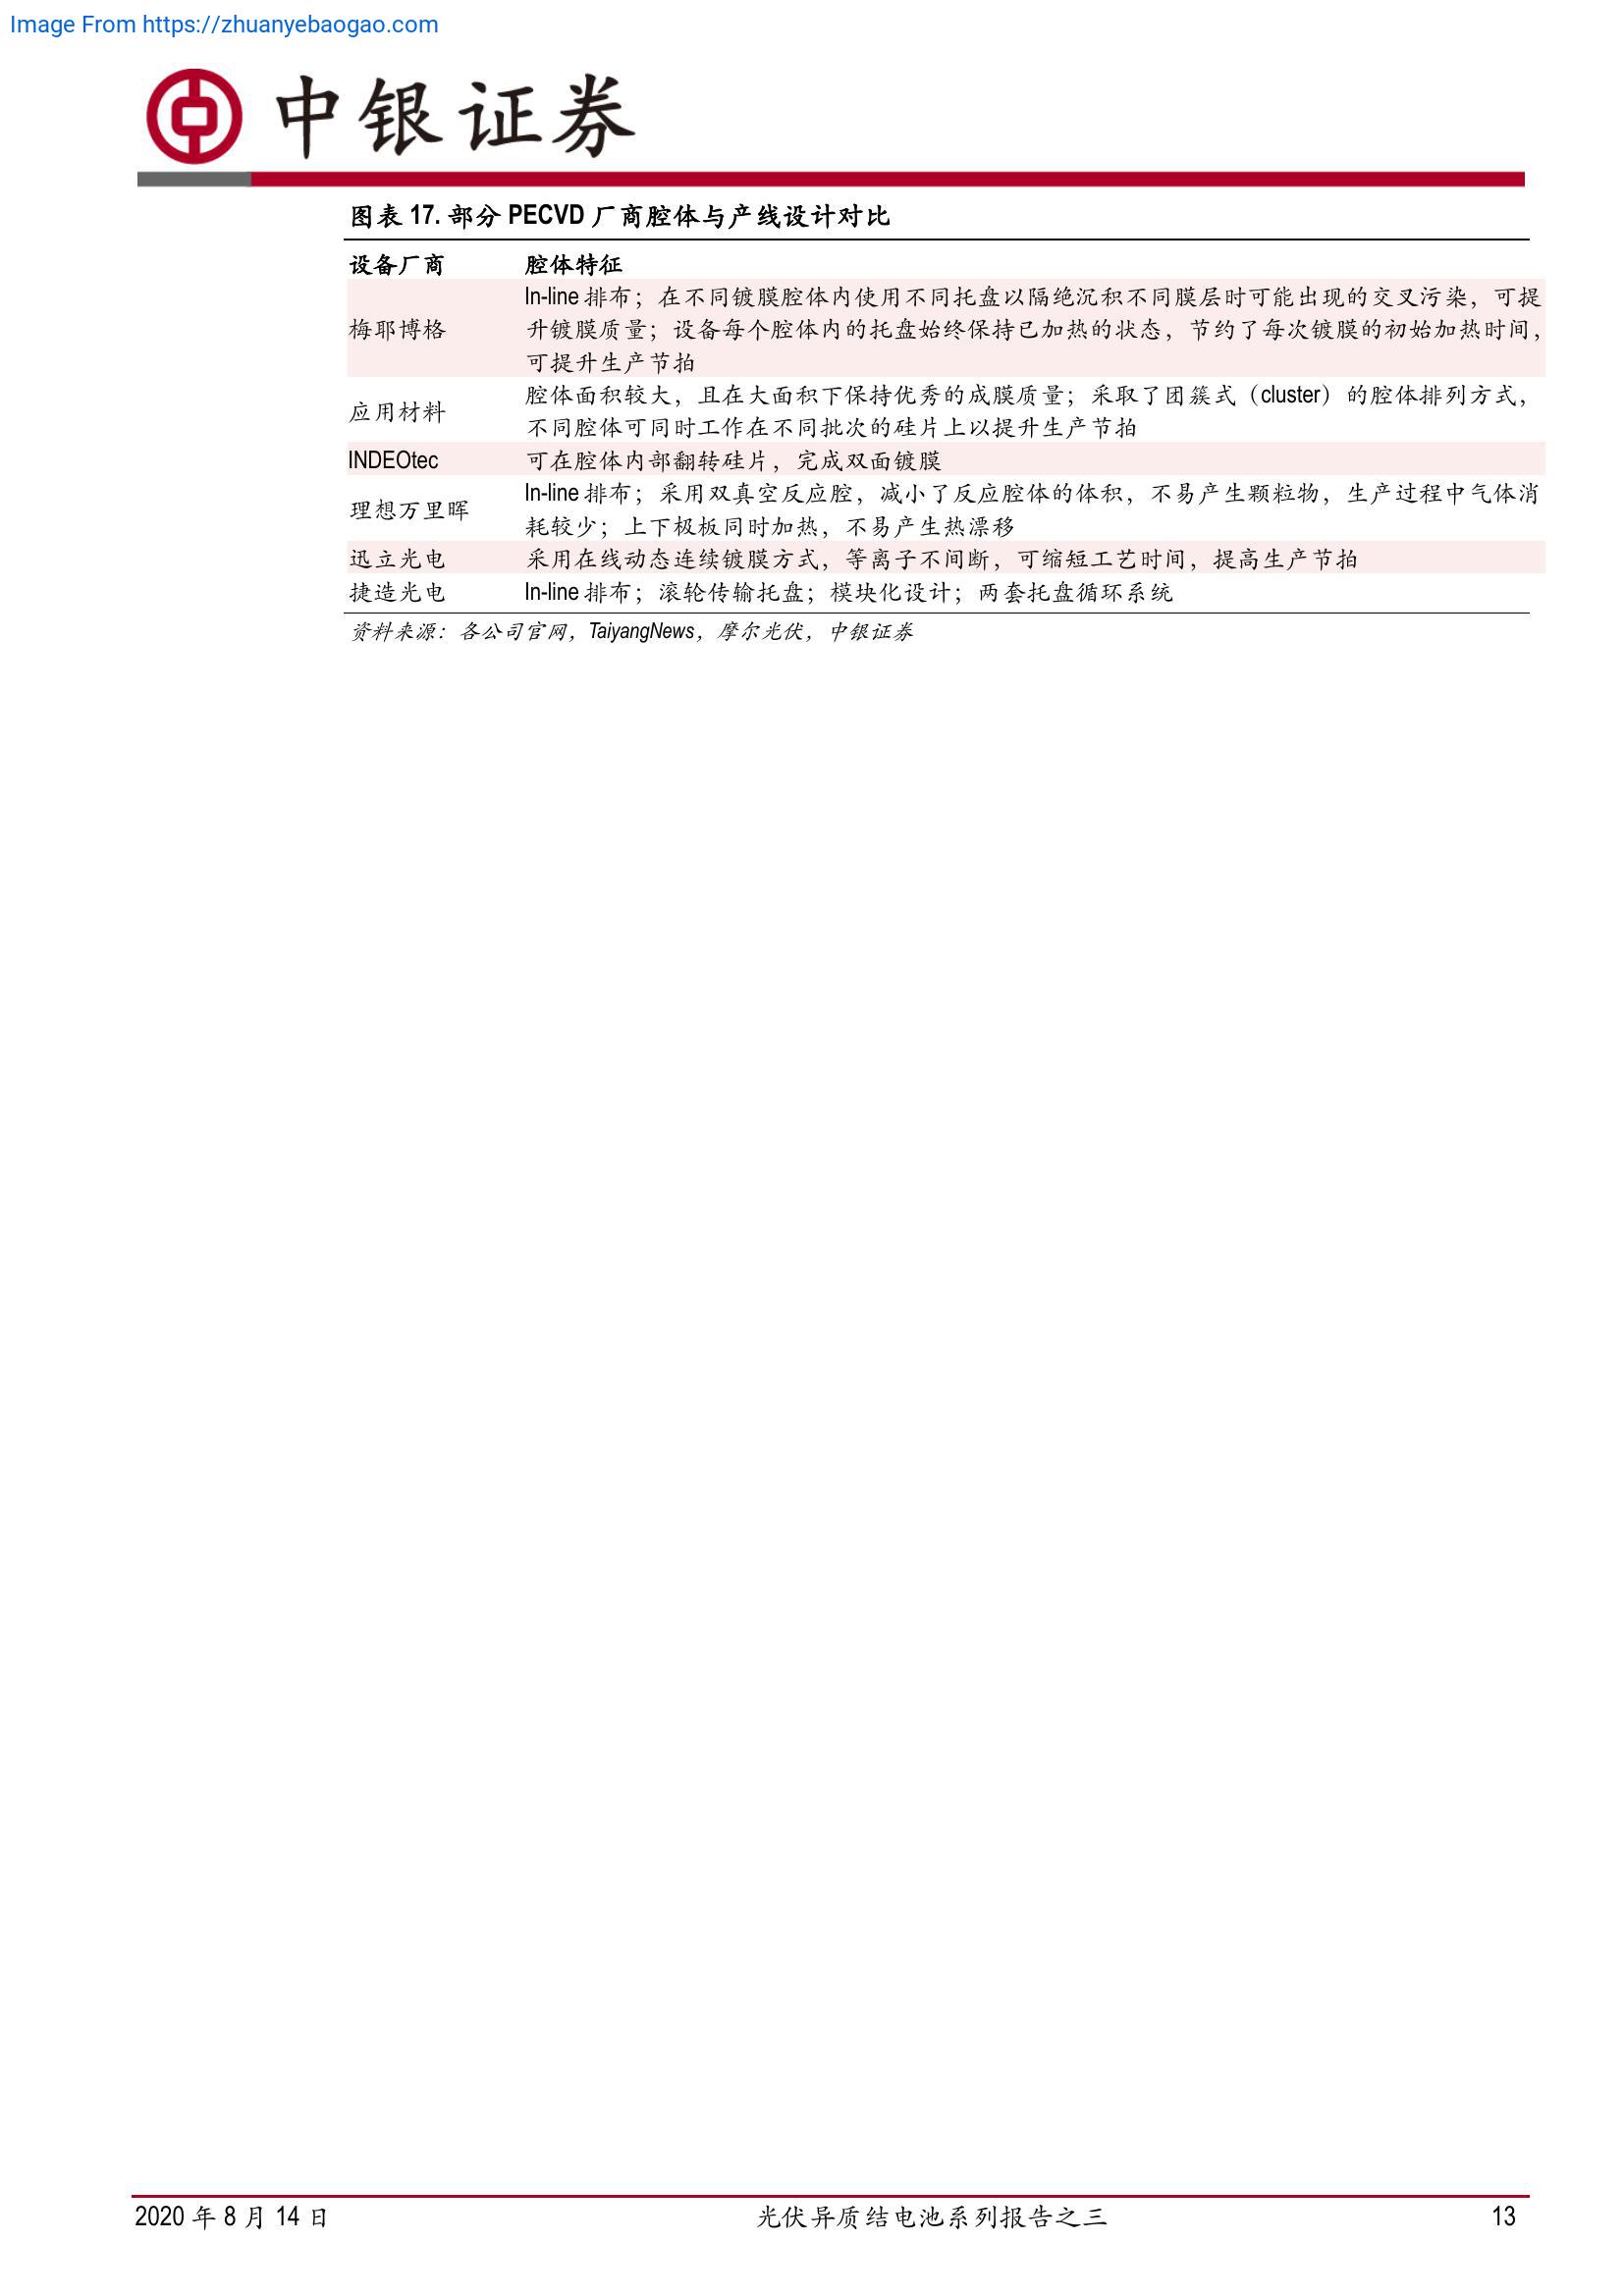 Image From https://zhuanyebaogao.com
中银证券
图表 17. 部分 PECVD 厂商腔体与产线设计对比
设备厂商 腔体特征
梅耶博格 In-line 排布；在不同镀膜腔体内使用不同托盘以隔绝沉积不同膜层时可能出现的交叉污染，可提
升镀膜质量；设备每个腔体内的托盘始终保持已加热的状态，节约了每次镀膜的初始加热时间，
可提升生产节拍
应用材料 腔体面积较大，且在大面积下保持优秀的成膜质量；采取了团簇式（cluster）的腔体排列方式，
不同腔体可同时工作在不同批次的硅片上以提升生产节拍
INDEOtec 可在腔体内部翻转硅片，完成双面镀膜
理想万里晖 In-line 排布；采用双真空反应腔，减小了反应腔体的体积，不易产生颗粒物，生产过程中气体消
耗较少；上下极板同时加热，不易产生热漂移
迅立光电 采用在线动态连续镀膜方式，等离子不间断，可缩短工艺时间，提高生产节拍
捷造光电 In-line 排布；滚轮传输托盘；模块化设计；两套托盘循环系统
资料来源：各公司官网，TaiyangNews，摩尔光伏，中银证券
2020 年 8 月 14 日 光伏异质结电池系列报告之三 13